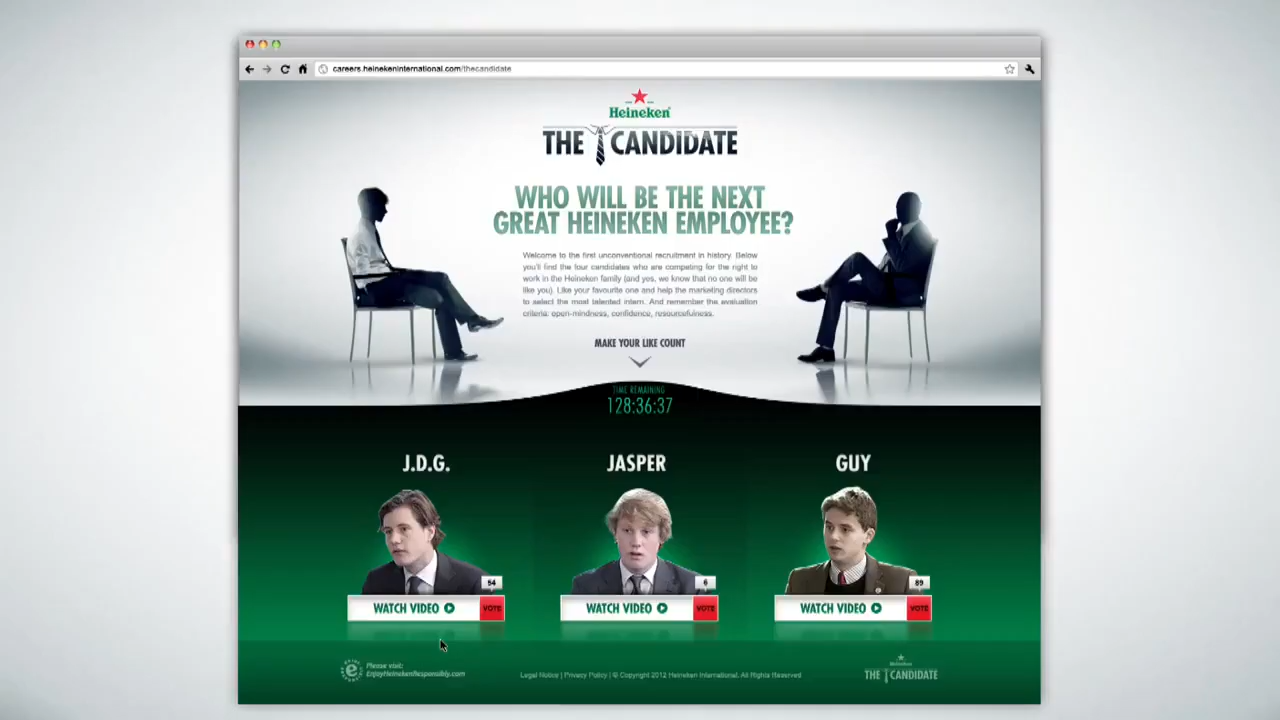 careers.heinekeninternational.com/thecandidate
Heineken
THE CANDIDATE
WHO WILL BE THE NEXT
GREAT HEINEKEN EMPLOYEE?
Welcome to the first unconventional recruitment in history. Below
you'll find the four candidates who are competing for the right to
work in the Heineken family (and yes, we know that no one will be
like you). Like your favourite one and help the marketing directors
to select the most talented intern. And remember the evaluation
criteria: open-mindness, confidence, resourcefulness.
MAKE YOUR LIKE COUNT
TIME REMAINING
128:36:37
J.D.G. JASPER GUY
54 6 89
WATCH VIDEO VOTE WATCH VIDEO VOTE WATCH VIDEO VOTE
Please visit:
EnjoyHeinekenResponsibly.com
Legal Notice | Privacy Policy | © Copyright 2012 Heineken International. All Rights Reserved
Heineken
THE CANDIDATE